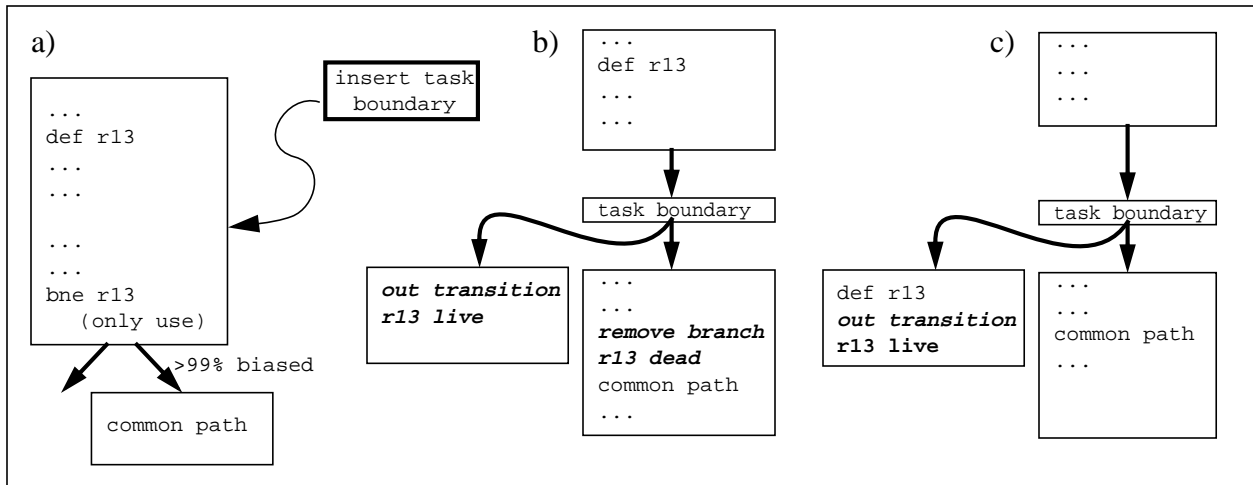 a)
...
def r13
...
...
...
...
bne r13
(only use)
>99% biased
common path
insert task
boundary
b)
...
def r13
...
...
task boundary
out transition
r13 live
...
...
remove branch
r13 dead
common path
...
c)
...
...
...
task boundary
def r13
out transition
r13 live
...
...
common path
...